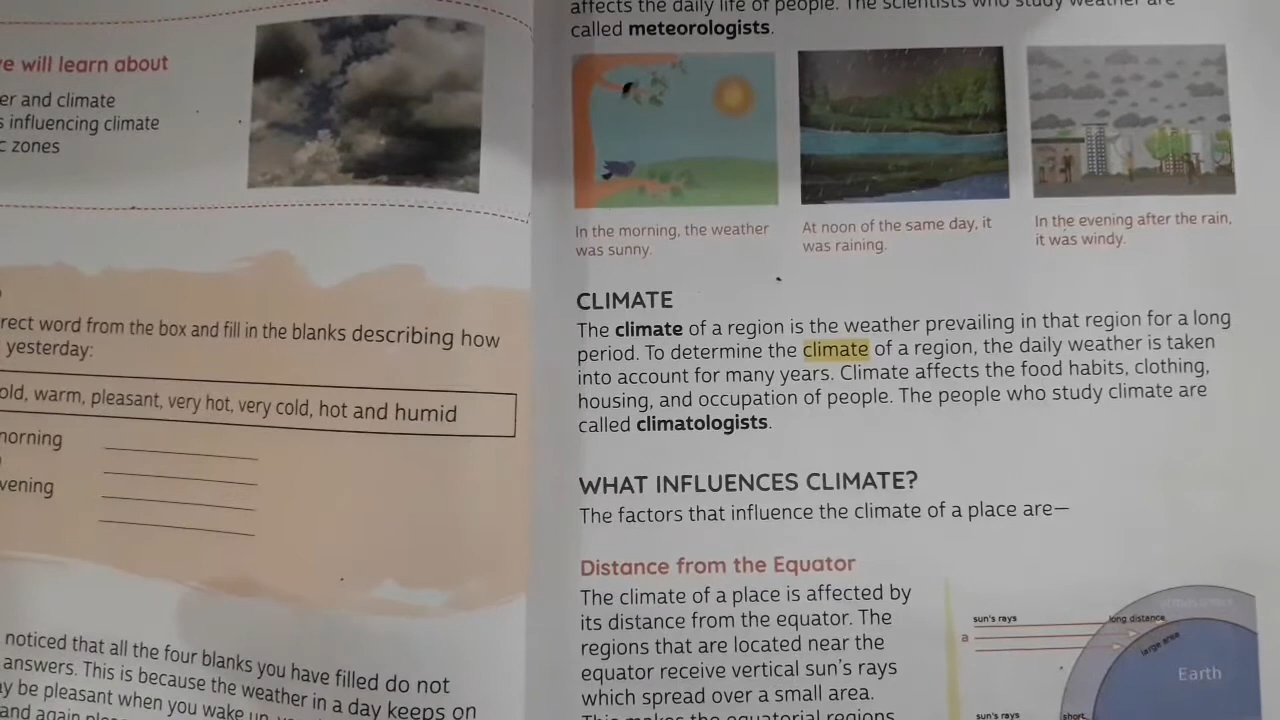 we will learn about
er and climate
s influencing climate
c zones
rect word from the box and fill in the blanks describing how
yesterday:
old, warm, pleasant, very hot, very cold, hot and humid
morning
vening
noticed that all the four blanks you have filled do not
answers. This is because the weather in a day keeps on
ay be pleasant when you wake up,
and again
affects the daily life of people. The scientists who study weather are
called meteorologists.
In the morning, the weather
was sunny.
At noon of the same day, it
was raining.
In the evening after the rain,
it was windy.
CLIMATE
The climate of a region is the weather prevailing in that region for a long
period. To determine the climate of a region, the daily weather is taken
into account for many years. Climate affects the food habits, clothing,
housing, and occupation of people. The people who study climate are
called climatologists.
WHAT INFLUENCES CLIMATE?
The factors that influence the climate of a place are—
Distance from the Equator
The climate of a place is affected by
its distance from the equator. The
regions that are located near the
equator receive vertical sun's rays
which spread over a small area.
This makes the equatorial regions
sun's rays
long distance
a
large area
Earth
sun's rays
short